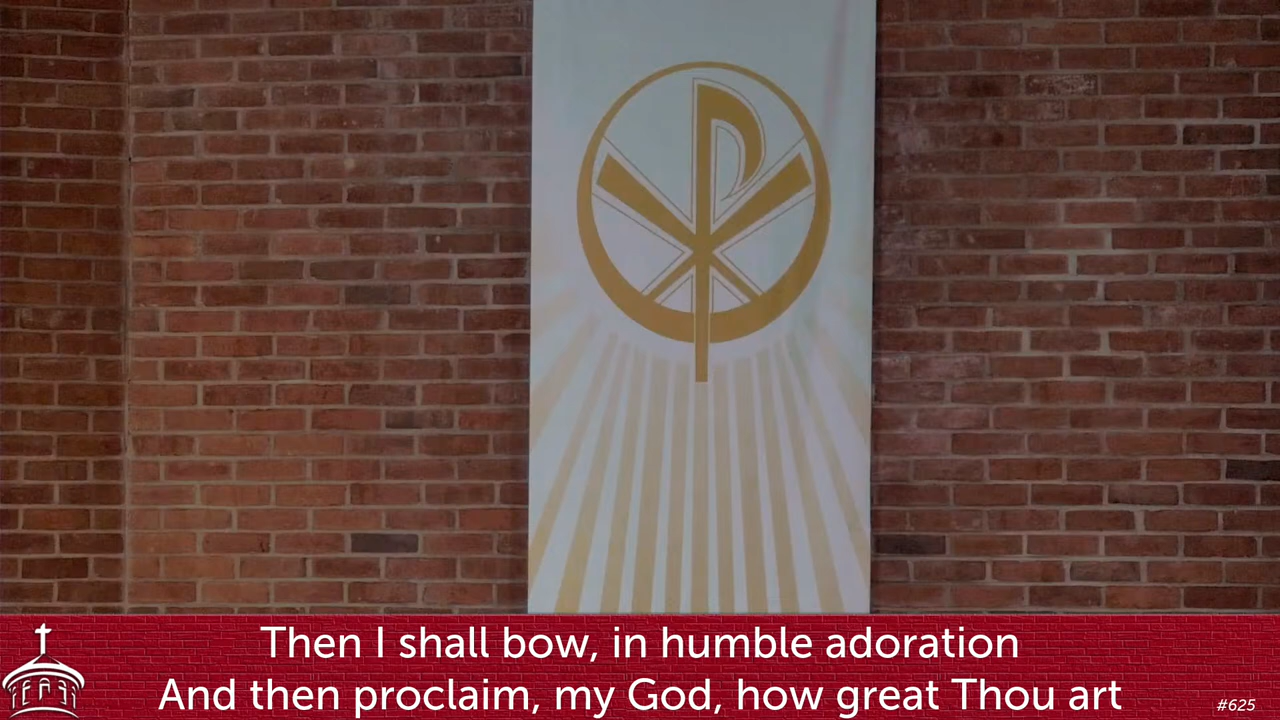 Then I shall bow, in humble adoration
And then proclaim, my God, how great Thou art
#625